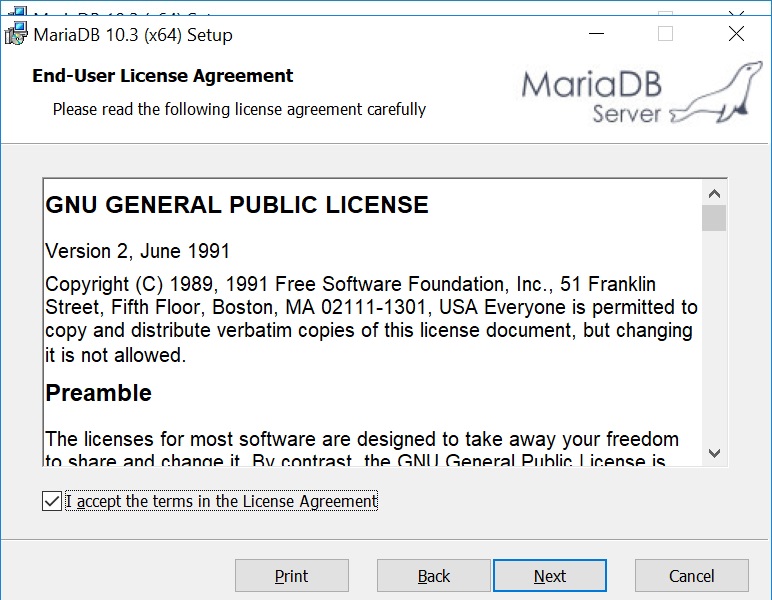 MariaDB 10.3 (x64) Setup
MariaDB 10.3 (x64) Setup
End-User License Agreement
Please read the following license agreement carefully
MariaDB
Server
GNU GENERAL PUBLIC LICENSE
Version 2, June 1991
Copyright (C) 1989, 1991 Free Software Foundation, Inc., 51 Franklin
Street, Fifth Floor, Boston, MA 02111-1301, USA Everyone is permitted to
copy and distribute verbatim copies of this license document, but changing
it is not allowed.
Preamble
The licenses for most software are designed to take away your freedom
to share and change it. By contrast, the GNU General Public License is
I accept the terms in the License Agreement
Print
Back
Next
Cancel